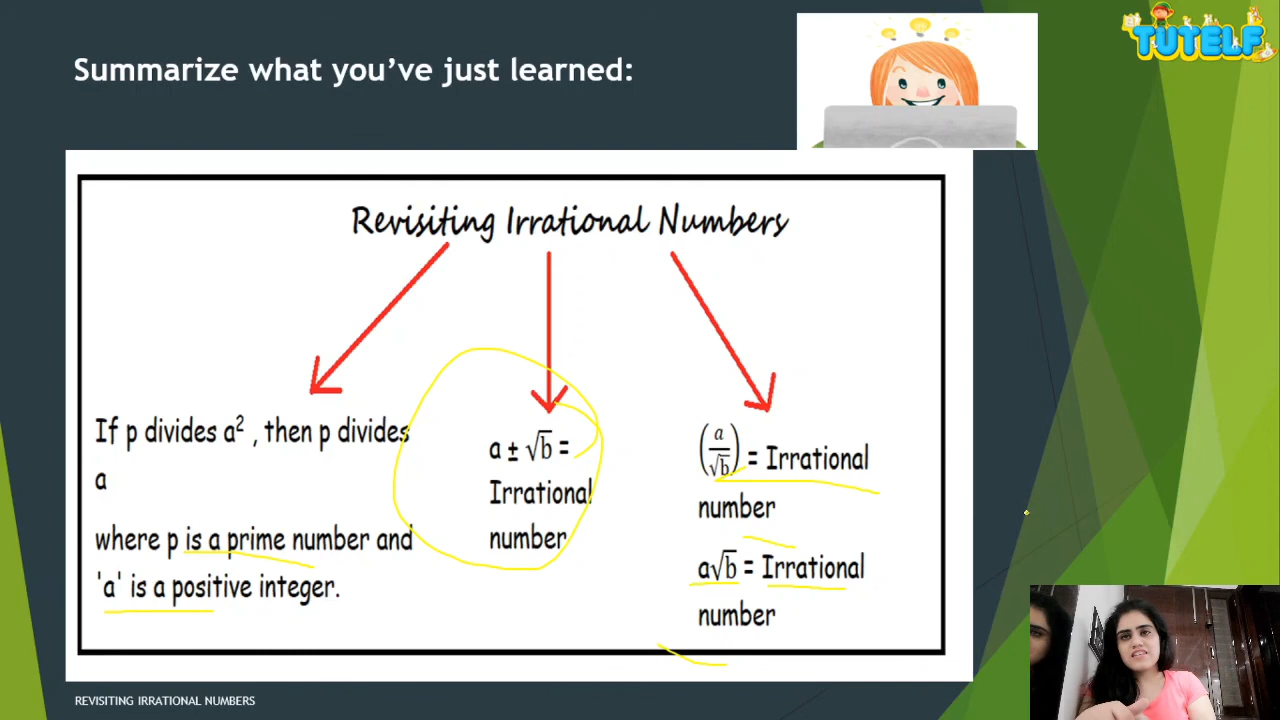 TUTELF
Summarize what you’ve just learned:
Revisiting Irrational Numbers
If p divides a² , then p divides
a
where p is a prime number and
'a' is a positive integer.
a ± √b =
Irrational
number
(a/√b) = Irrational
number
a√b = Irrational
number
REVISITING IRRATIONAL NUMBERS